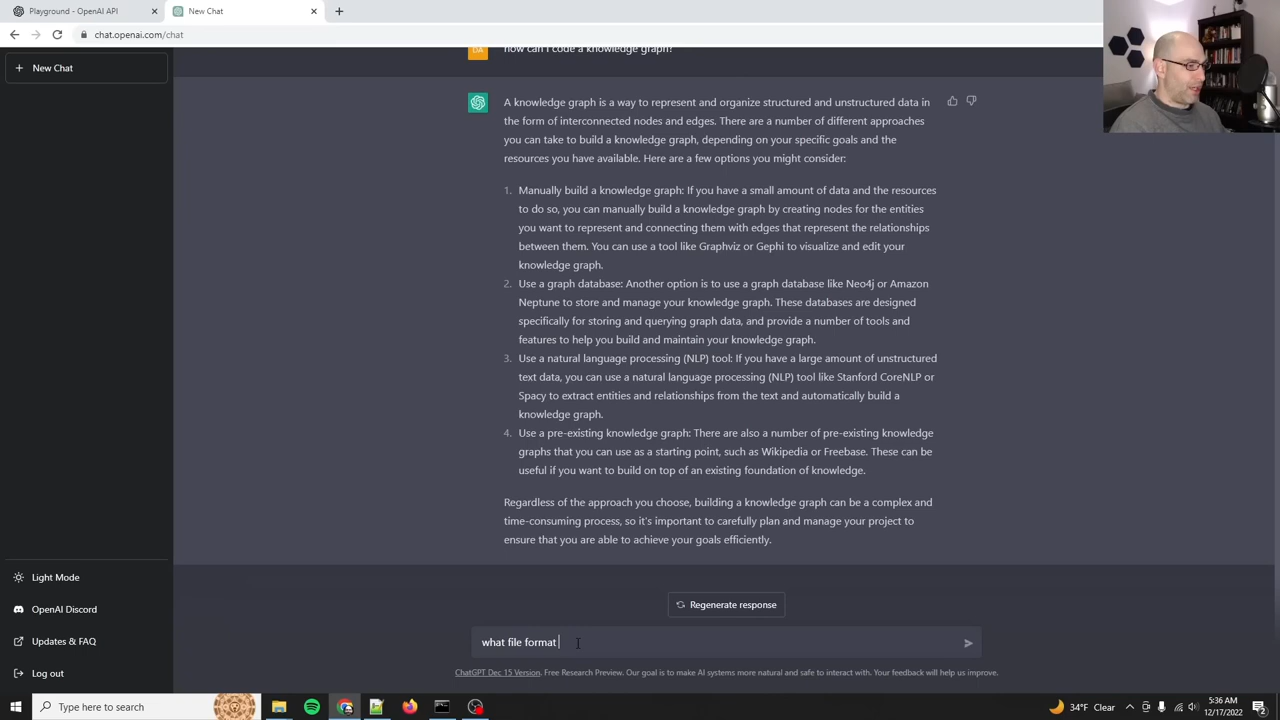 Playground - OpenAI API
New Chat
chat.openai.com/chat
New Chat
DA
how can I code a knowledge graph?
A knowledge graph is a way to represent and organize structured and unstructured data in
the form of interconnected nodes and edges. There are a number of different approaches
you can take to build a knowledge graph, depending on your specific goals and the
resources you have available. Here are a few options you might consider:
1. Manually build a knowledge graph: If you have a small amount of data and the resources
to do so, you can manually build a knowledge graph by creating nodes for the entities
you want to represent and connecting them with edges that represent the relationships
between them. You can use a tool like Graphviz or Gephi to visualize and edit your
knowledge graph.
2. Use a graph database: Another option is to use a graph database like Neo4j or Amazon
Neptune to store and manage your knowledge graph. These databases are designed
specifically for storing and querying graph data, and provide a number of tools and
features to help you build and maintain your knowledge graph.
3. Use a natural language processing (NLP) tool: If you have a large amount of unstructured
text data, you can use a natural language processing (NLP) tool like Stanford CoreNLP or
Spacy to extract entities and relationships from the text and automatically build a
knowledge graph.
4. Use a pre-existing knowledge graph: There are also a number of pre-existing knowledge
graphs that you can use as a starting point, such as Wikipedia or Freebase. These can be
useful if you want to build on top of an existing foundation of knowledge.
Regardless of the approach you choose, building a knowledge graph can be a complex and
time-consuming process, so it's important to carefully plan and manage your project to
ensure that you are able to achieve your goals efficiently.
Light Mode
OpenAI Discord
Updates & FAQ
Log out
Regenerate response
what file format
ChatGPT Dec 15 Version. Free Research Preview. Our goal is to make AI systems more natural and safe to interact with. Your feedback will help us improve.
Type here to search
34°F Clear
5:36 AM
12/17/2022
2